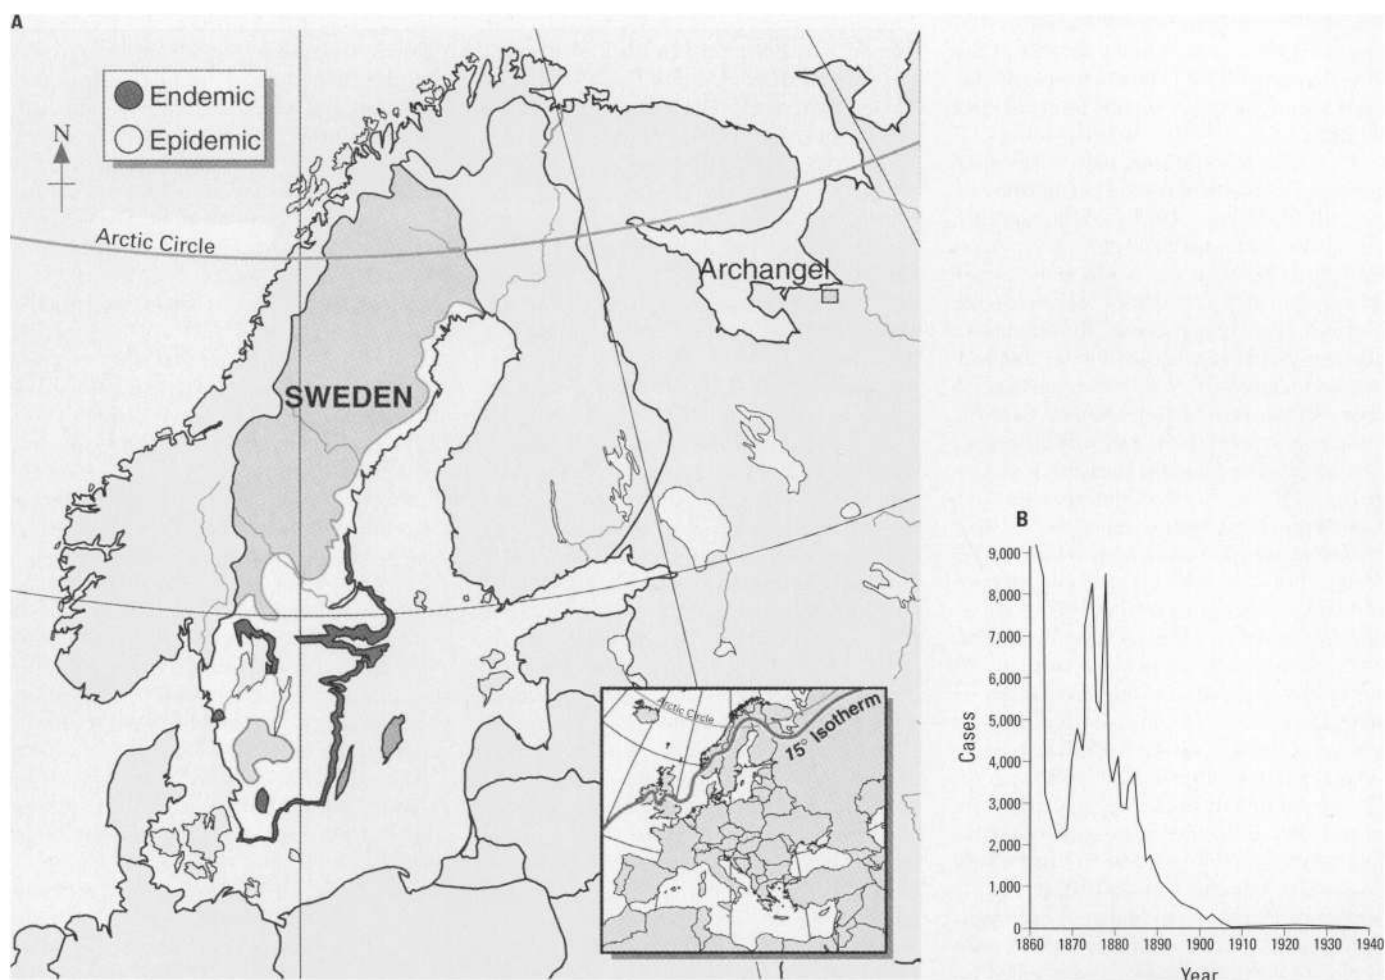 A
Endemic
Epidemic
N
Arctic Circle
Archangel
SWEDEN
Arctic Circle
15° Isotherm
B
9,000
8,000
7,000
6,000
5,000
4,000
3,000
2,000
1,000
0
Cases
1860 1870 1880 1890 1900 1910 1920 1930 1940
Year